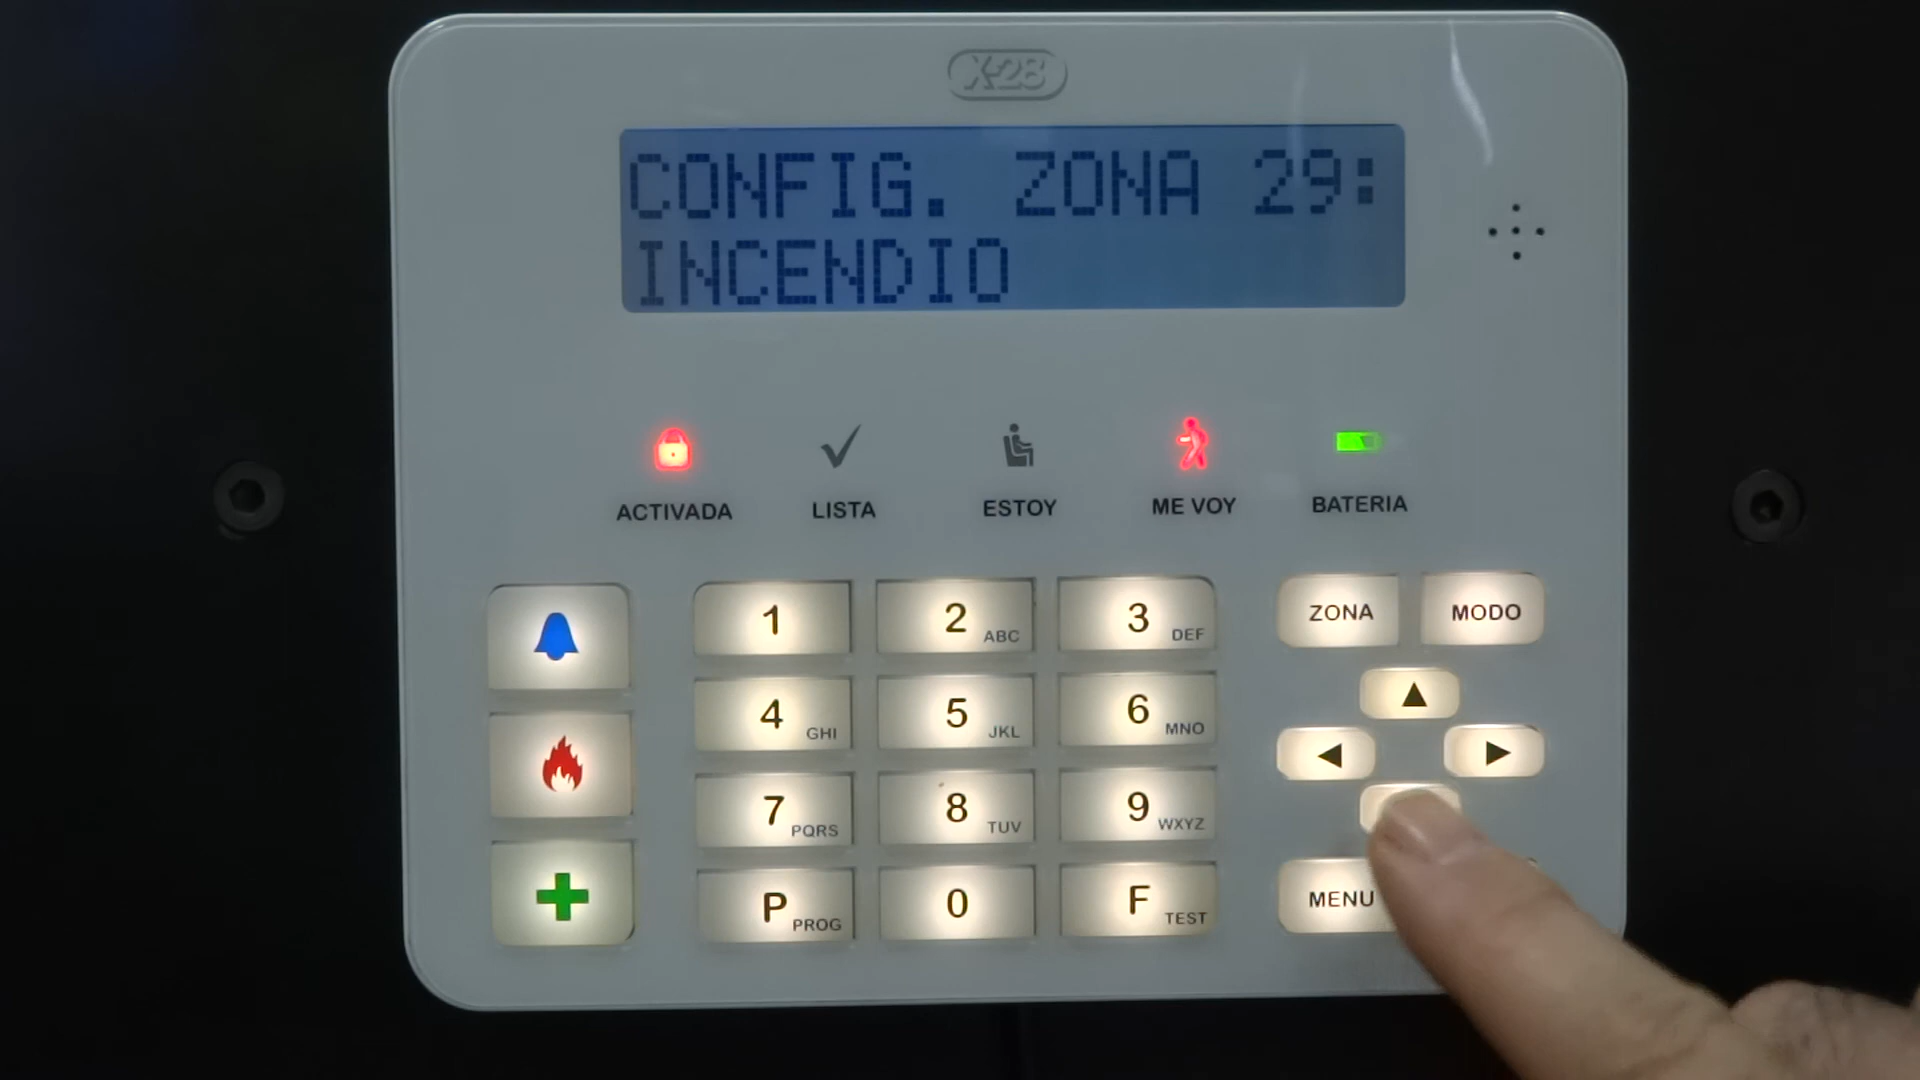 X-28
CONFIG. ZONA 29:
INCENDIO
ACTIVADA
LISTA
ESTOY
ME VOY
BATERIA
1
2 ABC
3 DEF
ZONA
MODO
4 GHI
5 JKL
6 MNO
7 PQRS
8 TUV
9 WXYZ
P PROG
0
F TEST
MENU